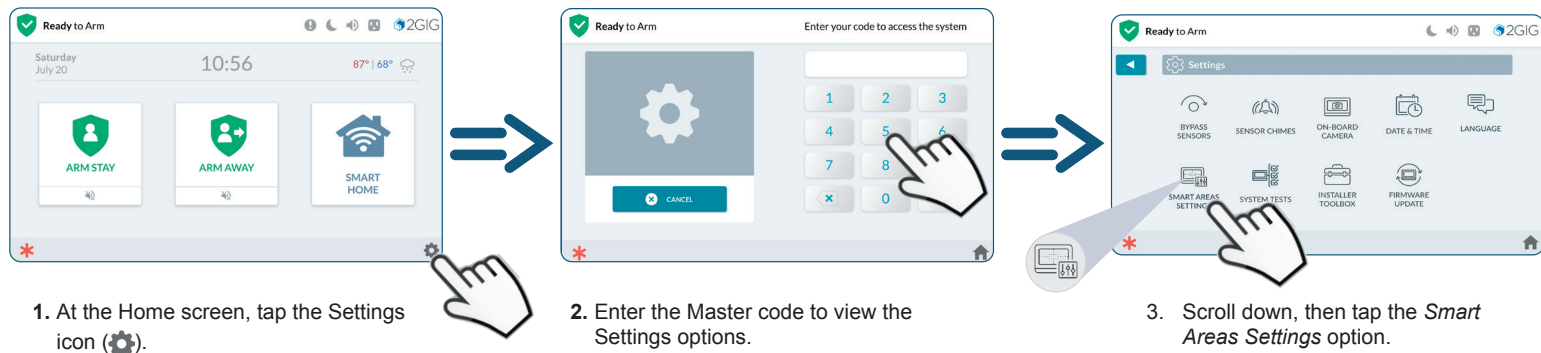 Ready to Arm
2GIG
Saturday
July 20
10:56
87° | 68°
ARM STAY
ARM AWAY
SMART
HOME
1. At the Home screen, tap the Settings
icon ( ).
Ready to Arm
Enter your code to access the system
1 2 3
4 5 6
7 8
0
CANCEL
2. Enter the Master code to view the
Settings options.
Ready to Arm
2GIG
Settings
BYPASS
SENSORS
SENSOR CHIMES
ON-BOARD
CAMERA
DATE & TIME
LANGUAGE
SMART AREAS
SETTINGS
SYSTEM TESTS
INSTALLER
TOOLBOX
FIRMWARE
UPDATE
3. Scroll down, then tap the Smart
Areas Settings option.